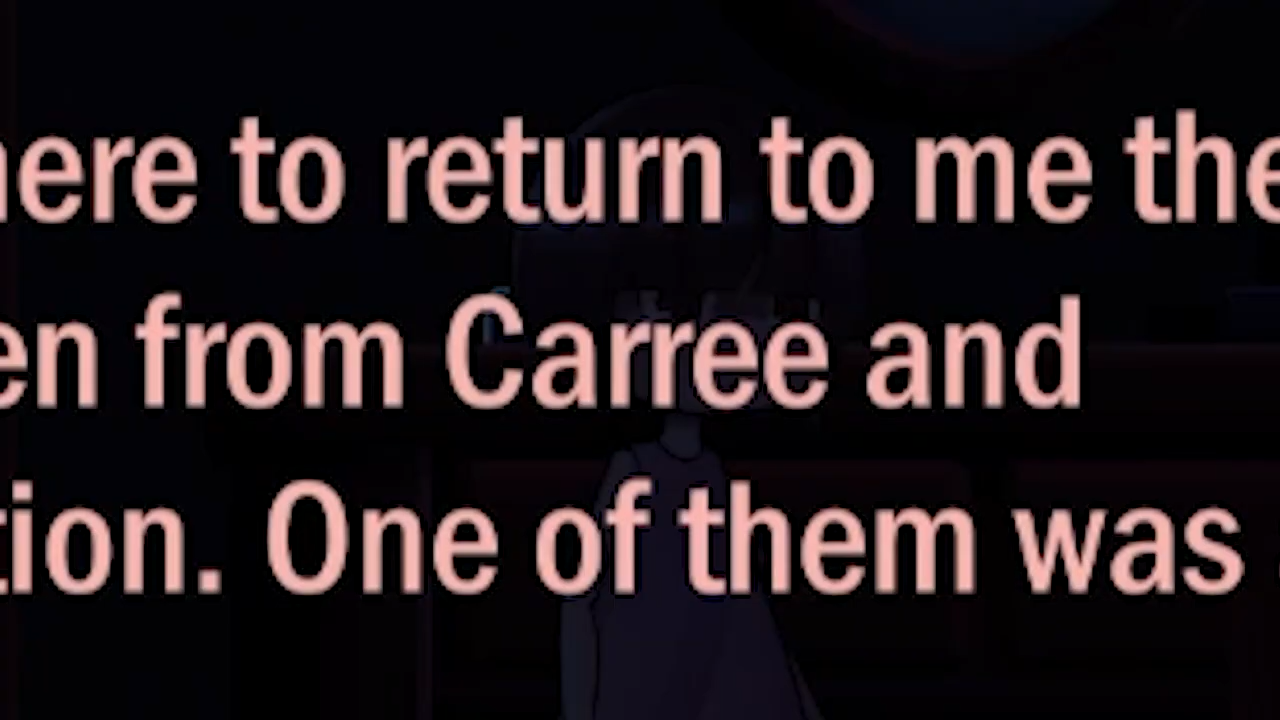 here to return to me the
en from Carree and
tion. One of them was